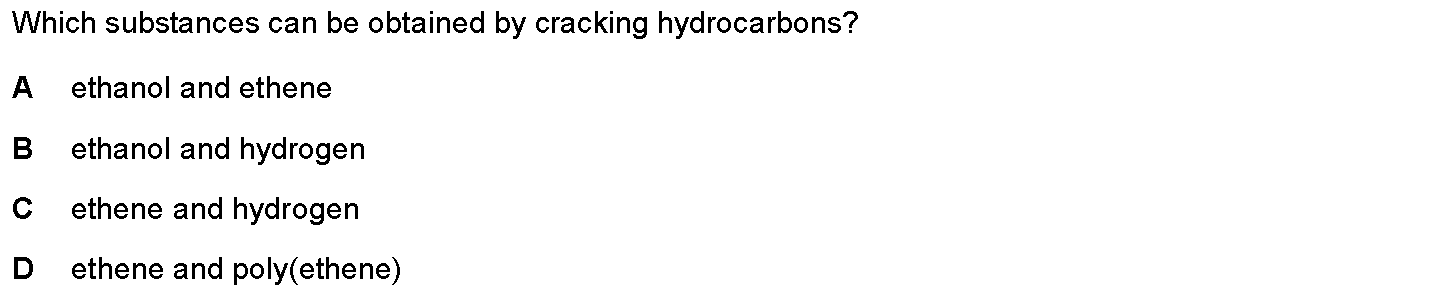 Which substances can be obtained by cracking hydrocarbons?
A ethanol and ethene
B ethanol and hydrogen
C ethene and hydrogen
D ethene and poly(ethene)